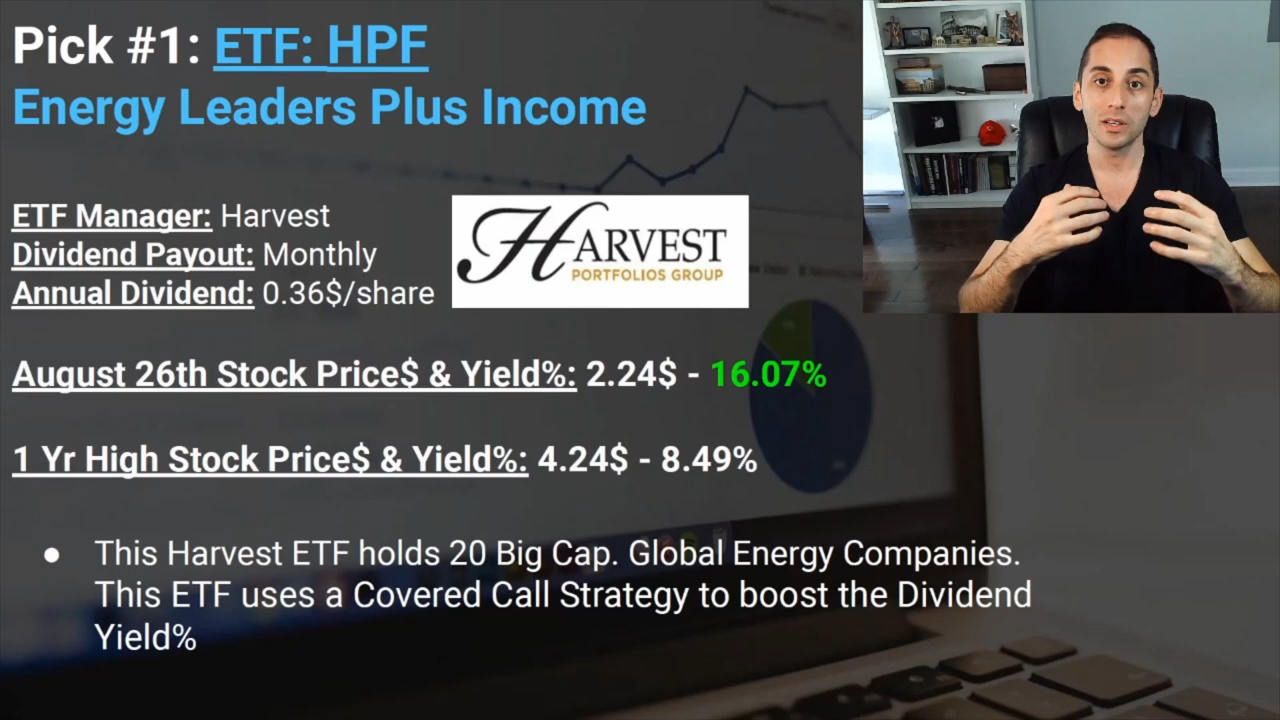 Pick #1: ETF: HPF
Energy Leaders Plus Income
ETF Manager: Harvest
Dividend Payout: Monthly
Annual Dividend: 0.36$/share
HARVEST
PORTFOLIOS GROUP
August 26th Stock Price$ & Yield%: 2.24$ - 16.07%
1 Yr High Stock Price$ & Yield%: 4.24$ - 8.49%
● This Harvest ETF holds 20 Big Cap. Global Energy Companies.
This ETF uses a Covered Call Strategy to boost the Dividend
Yield%